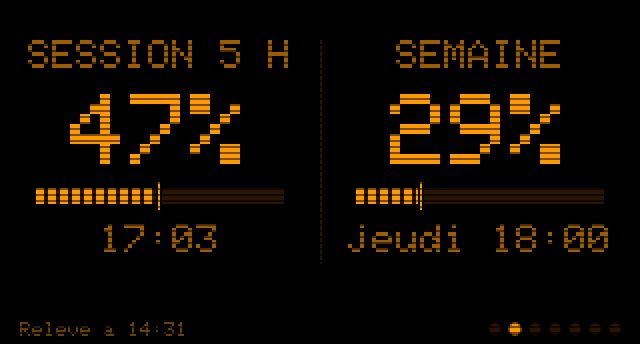 SESSION 5 H
47%
17:03
SEMAINE
29%
jeudi 18:00
Releve a 14:31